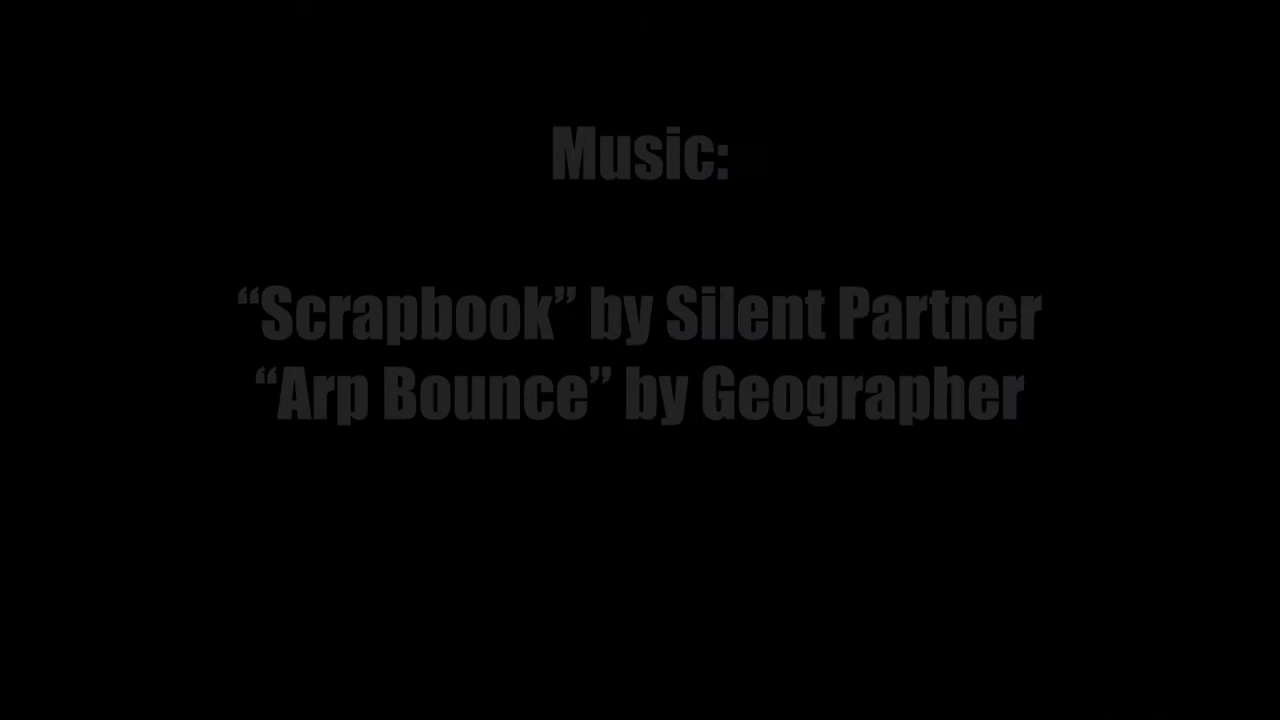 Music:
“Scrapbook” by Silent Partner
“Arp Bounce” by Geographer